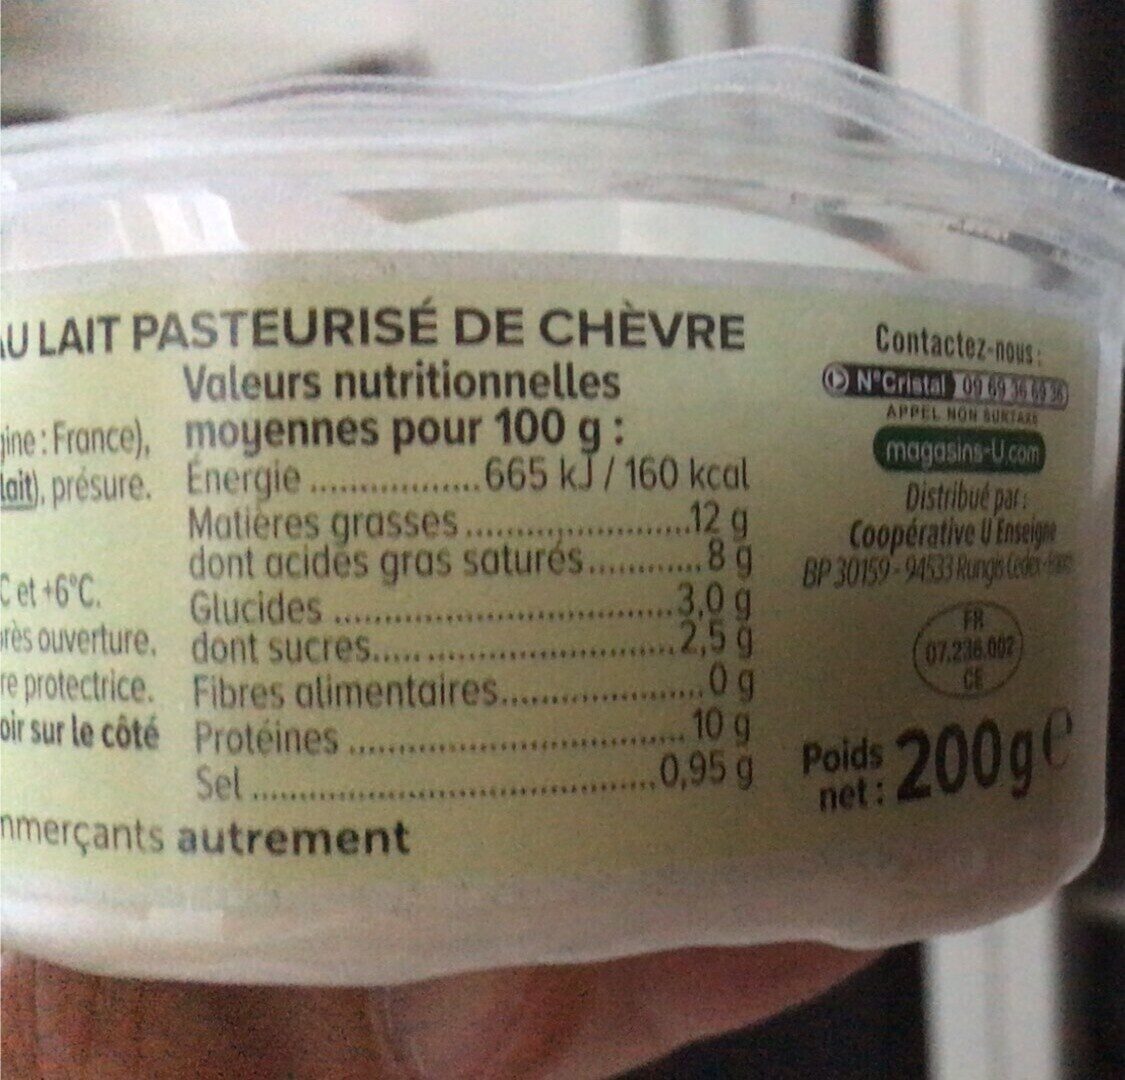 AU LAIT PASTEURISÉ DE CHÈVRE
gine : France),
lait), présure.
C et +6°C.
rès ouverture.
re protectrice.
oir sur le côté
nmerçants autrement
Valeurs nutritionnelles
moyennes pour 100 g :
Énergie ................. 665 kJ / 160 kcal
Matières grasses ...................... 12 g
dont acides gras saturés ............. 8 g
Glucides ................................. 3,0 g
dont sucres ............................. 2,5 g
Fibres alimentaires .................... 0 g
Protéines ................................. 10 g
Sel ........................................ 0,95 g
Contactez-nous :
N°Cristal 09 69 36 69 36
APPEL NON SURTAXÉ
magasins-U.com
Distribué par :
Coopérative U Enseigne
BP 30159 - 94533 Rungis Cedex
FR
07.236.002
CE
Poids
net : 200g e